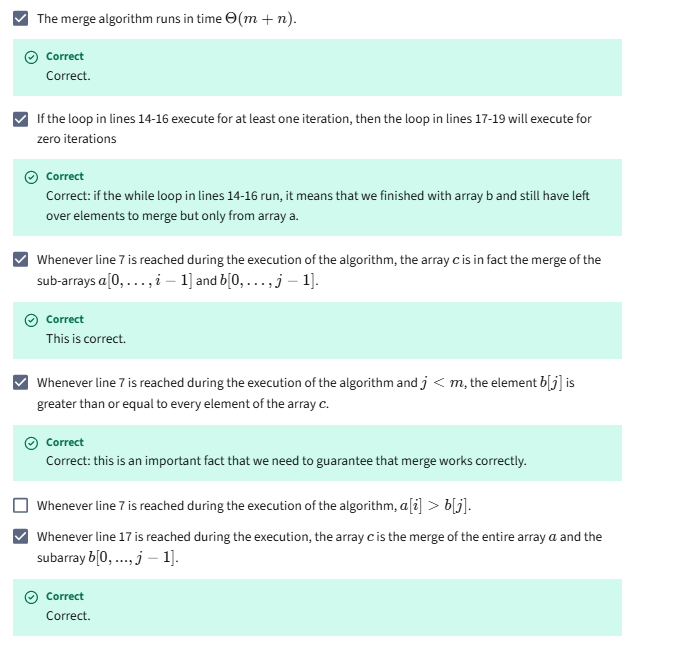 The merge algorithm runs in time Θ(m + n).
Correct
Correct.
If the loop in lines 14-16 execute for at least one iteration, then the loop in lines 17-19 will execute for
zero iterations
Correct
Correct: if the while loop in lines 14-16 run, it means that we finished with array b and still have left
over elements to merge but only from array a.
Whenever line 7 is reached during the execution of the algorithm, the array c is in fact the merge of the
sub-arrays a[0, . . . , i − 1] and b[0, . . . , j − 1].
Correct
This is correct.
Whenever line 7 is reached during the execution of the algorithm and j < m, the element b[j] is
greater than or equal to every element of the array c.
Correct
Correct: this is an important fact that we need to guarantee that merge works correctly.
Whenever line 7 is reached during the execution of the algorithm, a[i] > b[j].
Whenever line 17 is reached during the execution, the array c is the merge of the entire array a and the
subarray b[0, ..., j − 1].
Correct
Correct.